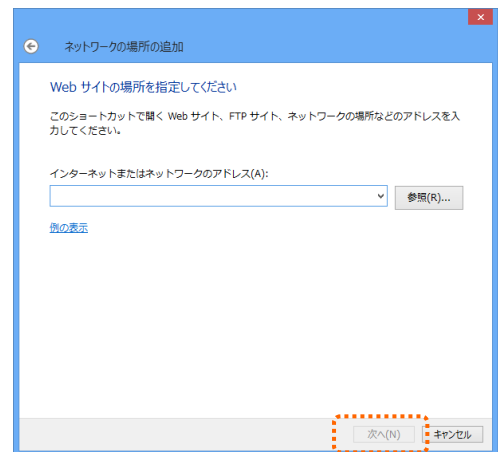 ネットワークの場所の追加
Web サイトの場所を指定してください
このショートカットで開く Web サイト、FTP サイト、ネットワークの場所などのアドレスを入
力してください。
インターネットまたはネットワークのアドレス(A):
参照(R)...
例の表示
次へ(N)
キャンセル